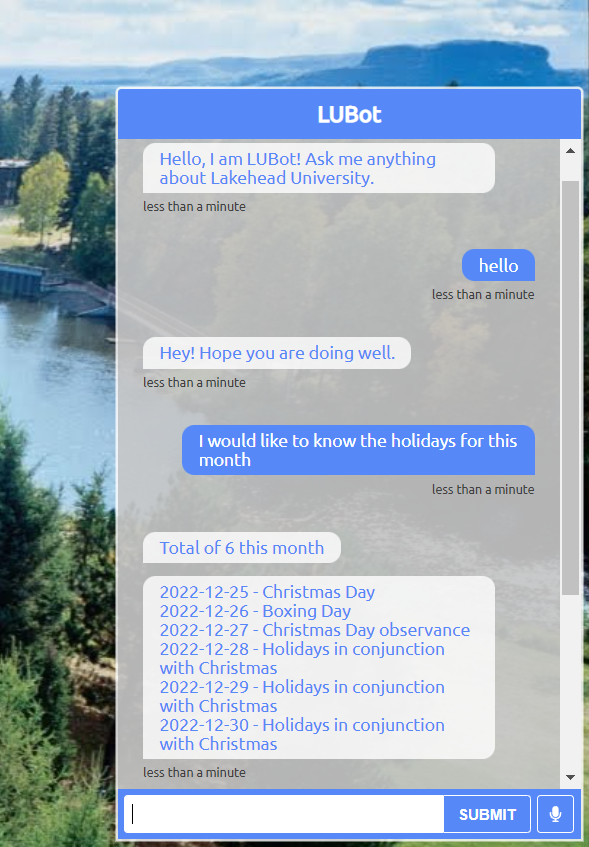 LUBot
Hello, I am LUBot! Ask me anything
about Lakehead University.
less than a minute
hello
less than a minute
Hey! Hope you are doing well.
less than a minute
I would like to know the holidays for this
month
less than a minute
Total of 6 this month
2022-12-25 - Christmas Day
2022-12-26 - Boxing Day
2022-12-27 - Christmas Day observance
2022-12-28 - Holidays in conjunction
with Christmas
2022-12-29 - Holidays in conjunction
with Christmas
2022-12-30 - Holidays in conjunction
with Christmas
less than a minute
SUBMIT